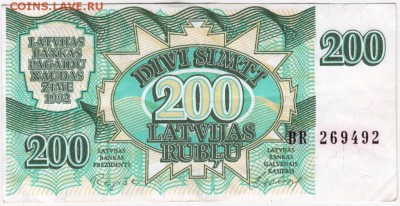 COINS.LAVE.RU
LATVIJAS
BANKAS
PAGAIDU
NAUDAS
ZĪME
1992
DIVI SIMTI
200
200
LATVIJAS
RUBĻU
BR 269492
200
LATVIJAS
BANKAS
PREZIDENTS
LATVIJAS
BANKAS
GALVENAIS
KASIERIS